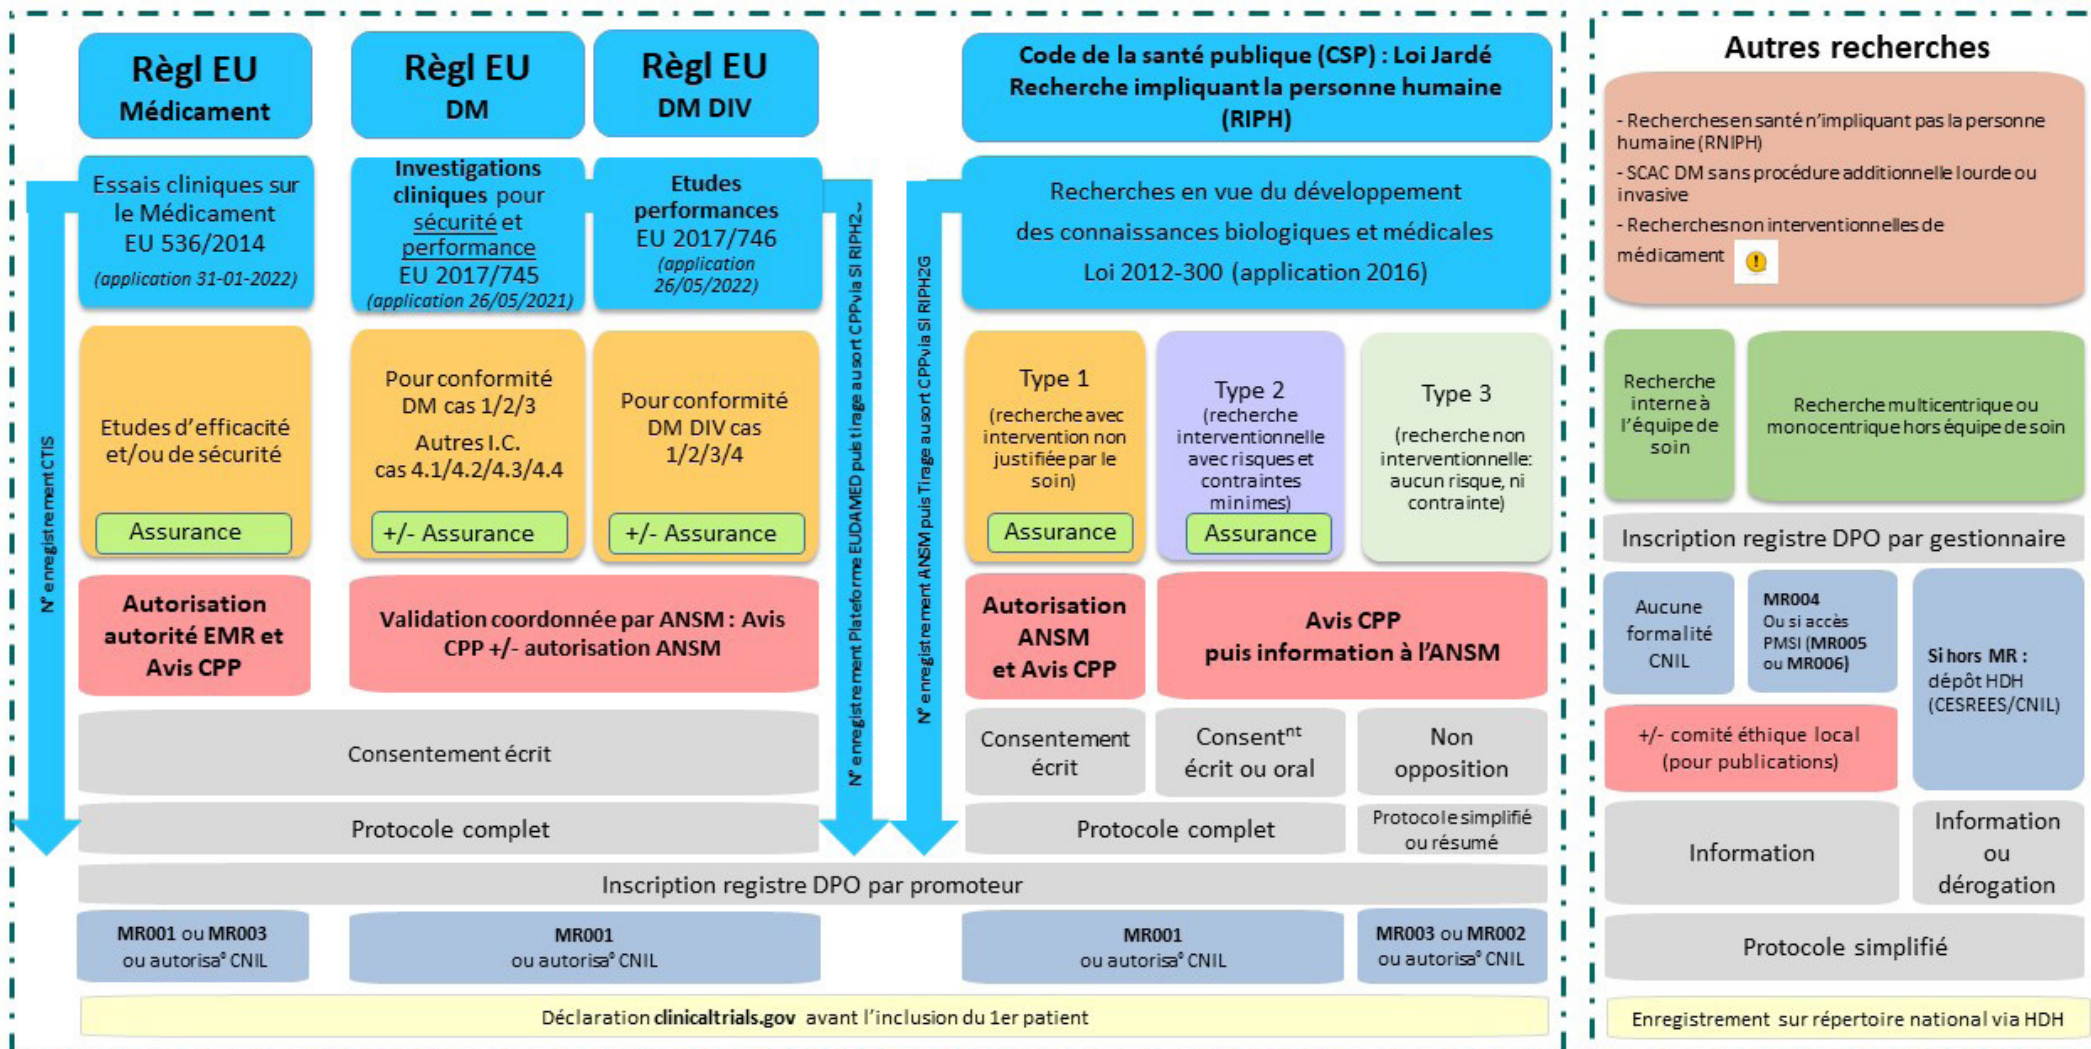 Règl EU
Médicament
Règl EU
DM
Règl EU
DM DIV
Code de la santé publique (CSP) : Loi Jardé
Recherche impliquant la personne humaine
(RIPH)
Autres recherches
Essais cliniques sur
le Médicament
EU 536/2014
(application 31-01-2022)
Investigations
cliniques pour
sécurité et
performance
EU 2017/745
(application 26/05/2021)
Etudes
performances
EU 2017/746
(application
26/05/2022)
Recherches en vue du développement
des connaissances biologiques et médicales
Loi 2012-300 (application 2016)
- Recherches en santé n'impliquant pas la personne
humaine (RNIPH)
- SCAC DM sans procédure additionnelle lourde ou
invasive
- Recherches non interventionnelles de
médicament
N° enregistrement CTIS
N° enregistrement Plateforme EUDAMED puis tirage au sort CPP via SI RIPH2
N° enregistrement ANSM puis Tirage au sort CPP via SI RIPH2G
Etudes d'efficacité
et/ou de sécurité
Assurance
Pour conformité
DM cas 1/2/3
Autres I.C.
cas 4.1/4.2/4.3/4.4
+/- Assurance
Pour conformité
DM DIV cas
1/2/3/4
+/- Assurance
Type 1
(recherche avec
intervention non
justifiée par le
soin)
Assurance
Type 2
(recherche
interventionnelle
avec risques et
contraintes
minimes)
Assurance
Type 3
(recherche non
interventionnelle:
aucun risque, ni
contrainte)
Recherche
interne à
l'équipe de
soin
Recherche multicentrique ou
monocentrique hors équipe de soin
Inscription registre DPO par gestionnaire
Autorisation
autorité EMR et
Avis CPP
Validation coordonnée par ANSM : Avis
CPP +/- autorisation ANSM
Autorisation
ANSM
et Avis CPP
Avis CPP
puis information à l'ANSM
Aucune
formalité
CNIL
MR004
Ou si accès
PMSI (MR005
ou MR006)
Si hors MR :
dépôt HDH
(CESREES/CNIL)
+/- comité éthique local
(pour publications)
Consentement écrit
Consentement
écrit
Consent^nt
écrit ou oral
Non
opposition
Protocole complet
Protocole complet
Protocole simplifié
ou résumé
Information
Information
ou
dérogation
Inscription registre DPO par promoteur
MR001 ou MR003
ou autorisa° CNIL
MR001
ou autorisa° CNIL
MR001
ou autorisa° CNIL
MR003 ou MR002
ou autorisa° CNIL
Protocole simplifié
Déclaration clinicaltrials.gov avant l'inclusion du 1er patient
Enregistrement sur répertoire national via HDH